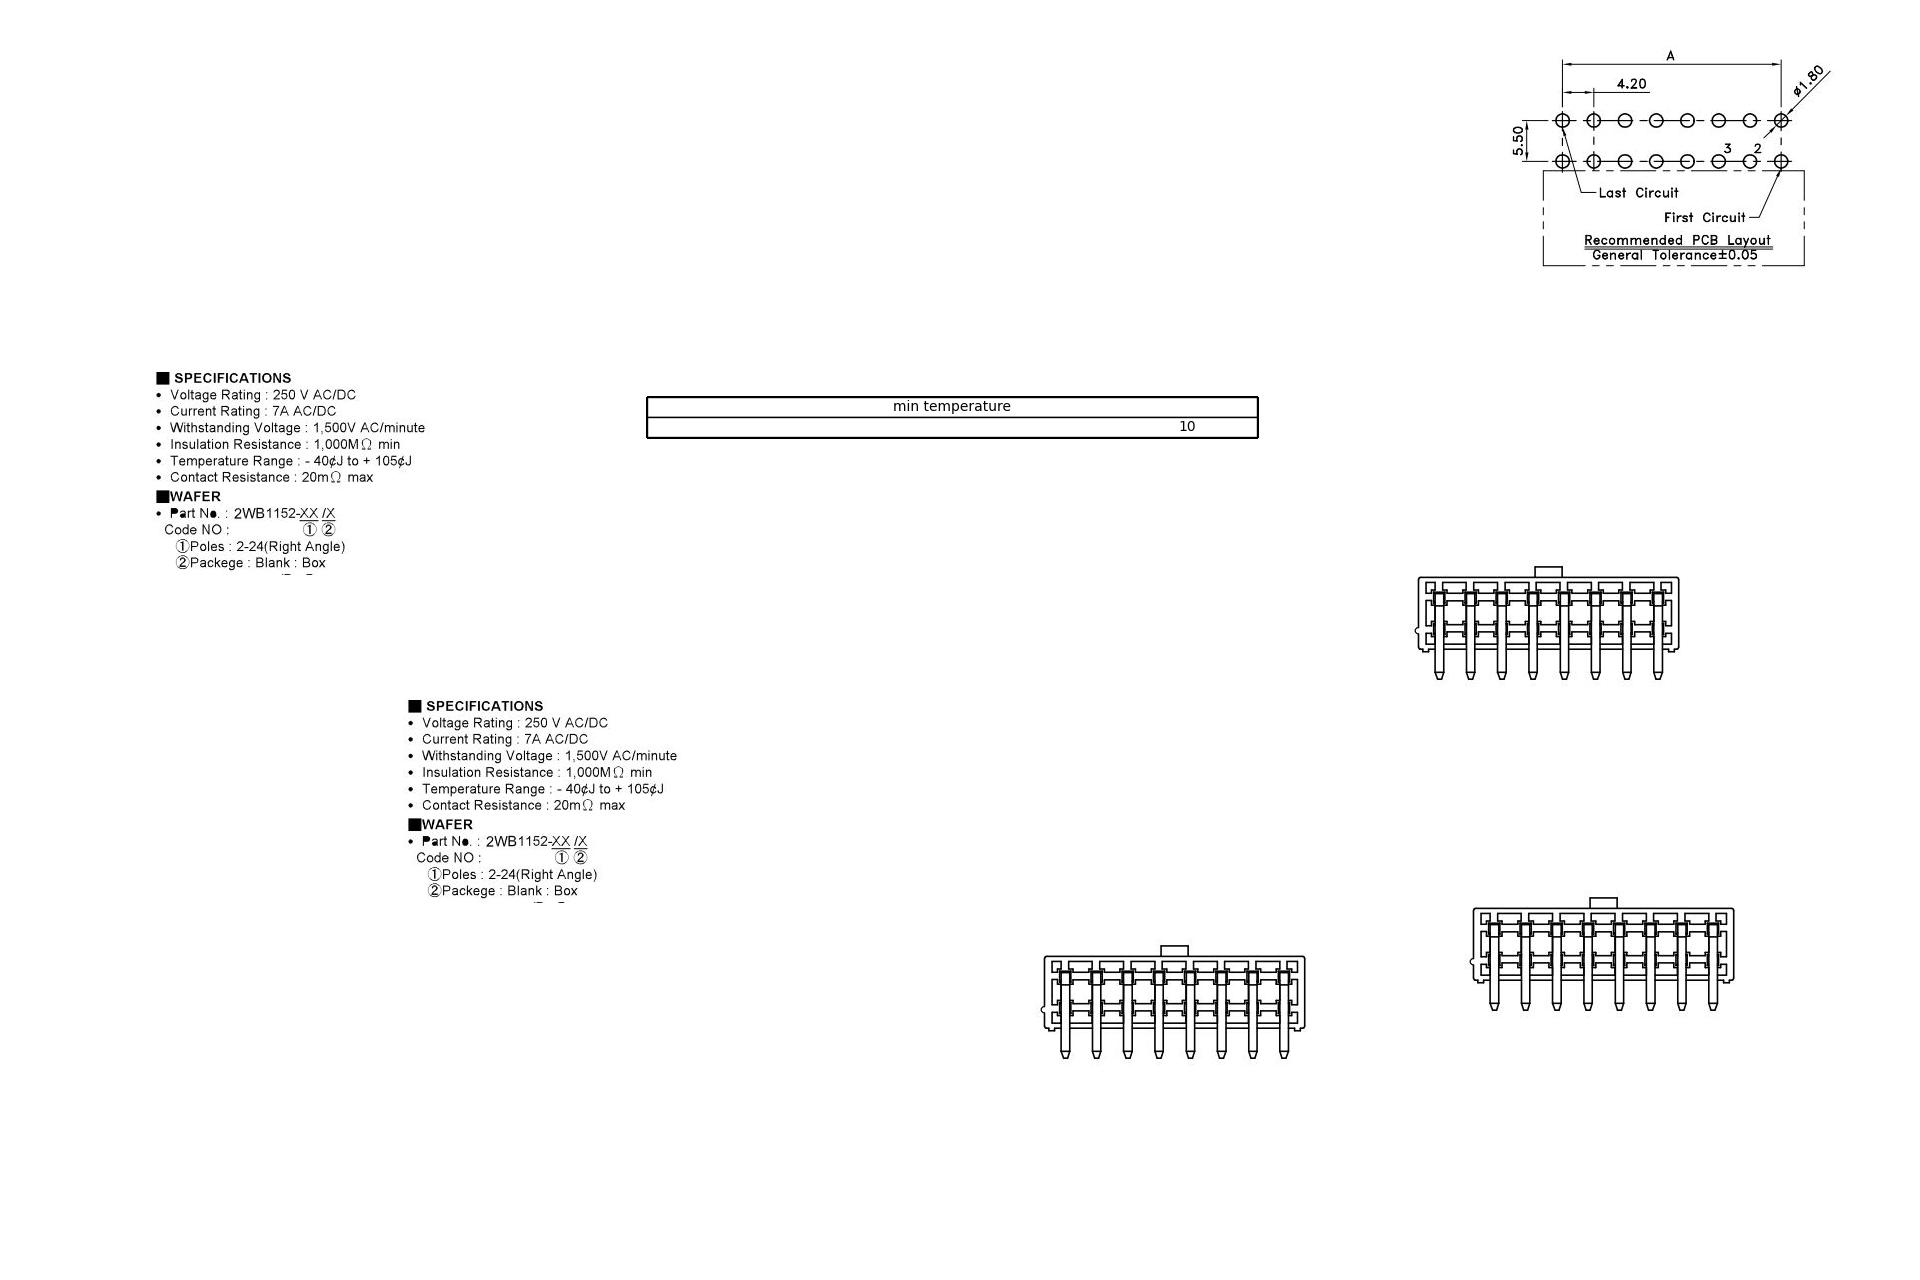 A
4.20
ø1.80
5.50
3 2
Last Circuit
First Circuit
Recommended PCB Layout
General Tolerance±0.05
■ SPECIFICATIONS
• Voltage Rating : 250 V AC/DC
• Current Rating : 7A AC/DC
• Withstanding Voltage : 1,500V AC/minute
• Insulation Resistance : 1,000MΩ min
• Temperature Range : - 40¢J to + 105¢J
• Contact Resistance : 20mΩ max
■WAFER
• Part No. : 2WB1152-XX /X
Code NO : ① ②
①Poles : 2-24(Right Angle)
②Packege : Blank : Box
min temperature
10
■ SPECIFICATIONS
• Voltage Rating : 250 V AC/DC
• Current Rating : 7A AC/DC
• Withstanding Voltage : 1,500V AC/minute
• Insulation Resistance : 1,000MΩ min
• Temperature Range : - 40¢J to + 105¢J
• Contact Resistance : 20mΩ max
■WAFER
• Part No. : 2WB1152-XX /X
Code NO : ① ②
①Poles : 2-24(Right Angle)
②Packege : Blank : Box